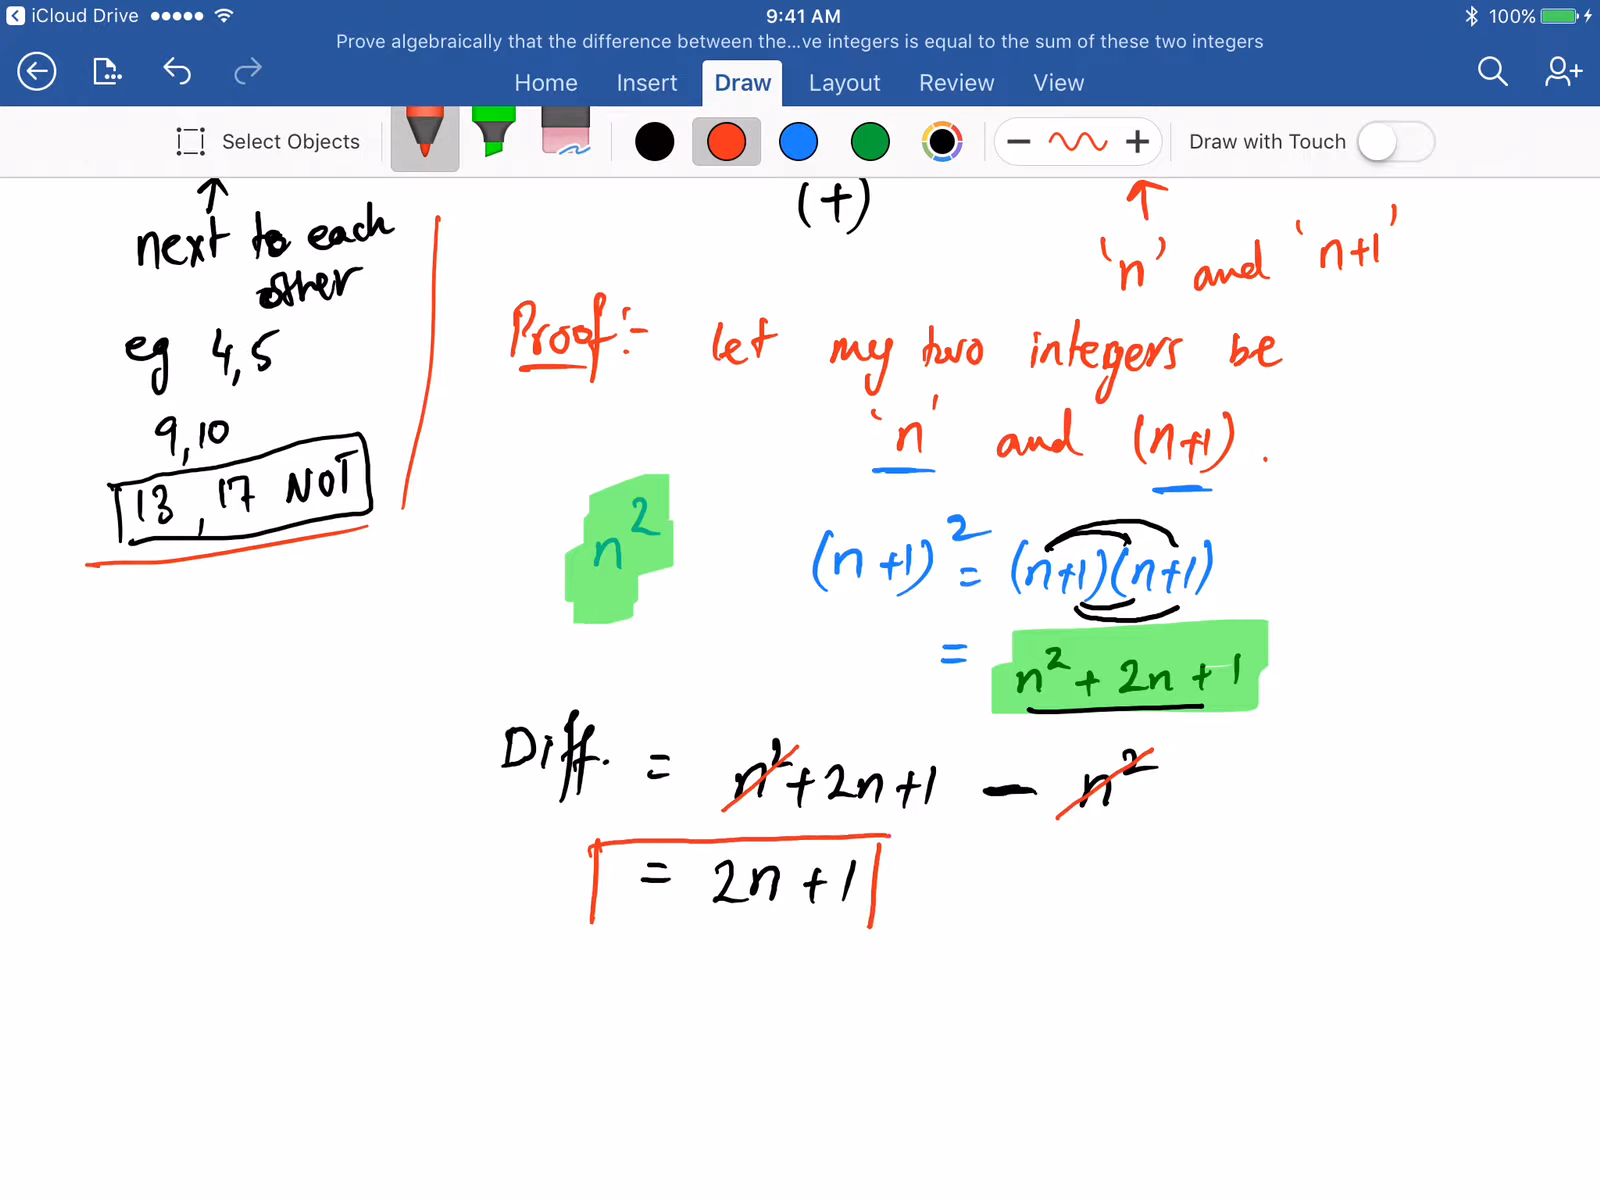 iCloud Drive
9:41 AM
100%
Prove algebraically that the difference between the...ve integers is equal to the sum of these two integers
Home Insert Draw Layout Review View
Select Objects
Draw with Touch
(+)
next to each
other
'n' and 'n+1'
eg 4,5
9,10
13, 17 NOT
Proof:- let my two integers be
'n' and (n+1).
n²
(n+1)² = (n+1)(n+1)
= n² + 2n + 1
Diff. = n² + 2n + 1 — n²
= 2n + 1